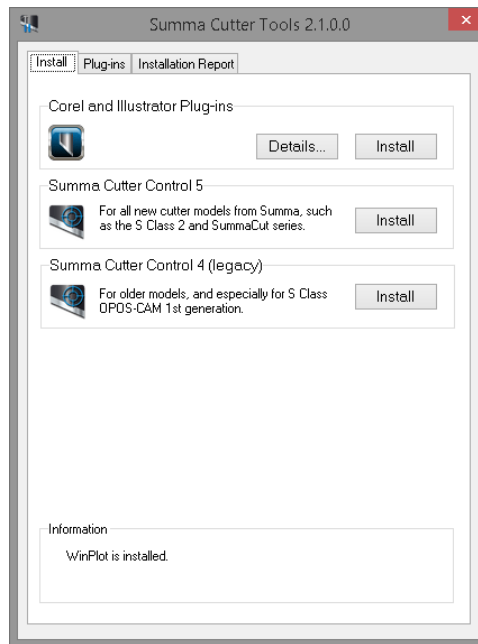 Summa Cutter Tools 2.1.0.0
Install Plug-ins Installation Report
Corel and Illustrator Plug-ins
Details... Install
Summa Cutter Control 5
For all new cutter models from Summa, such
as the S Class 2 and SummaCut series.
Install
Summa Cutter Control 4 (legacy)
For older models, and especially for S Class
OPOS-CAM 1st generation.
Install
Information
WinPlot is installed.